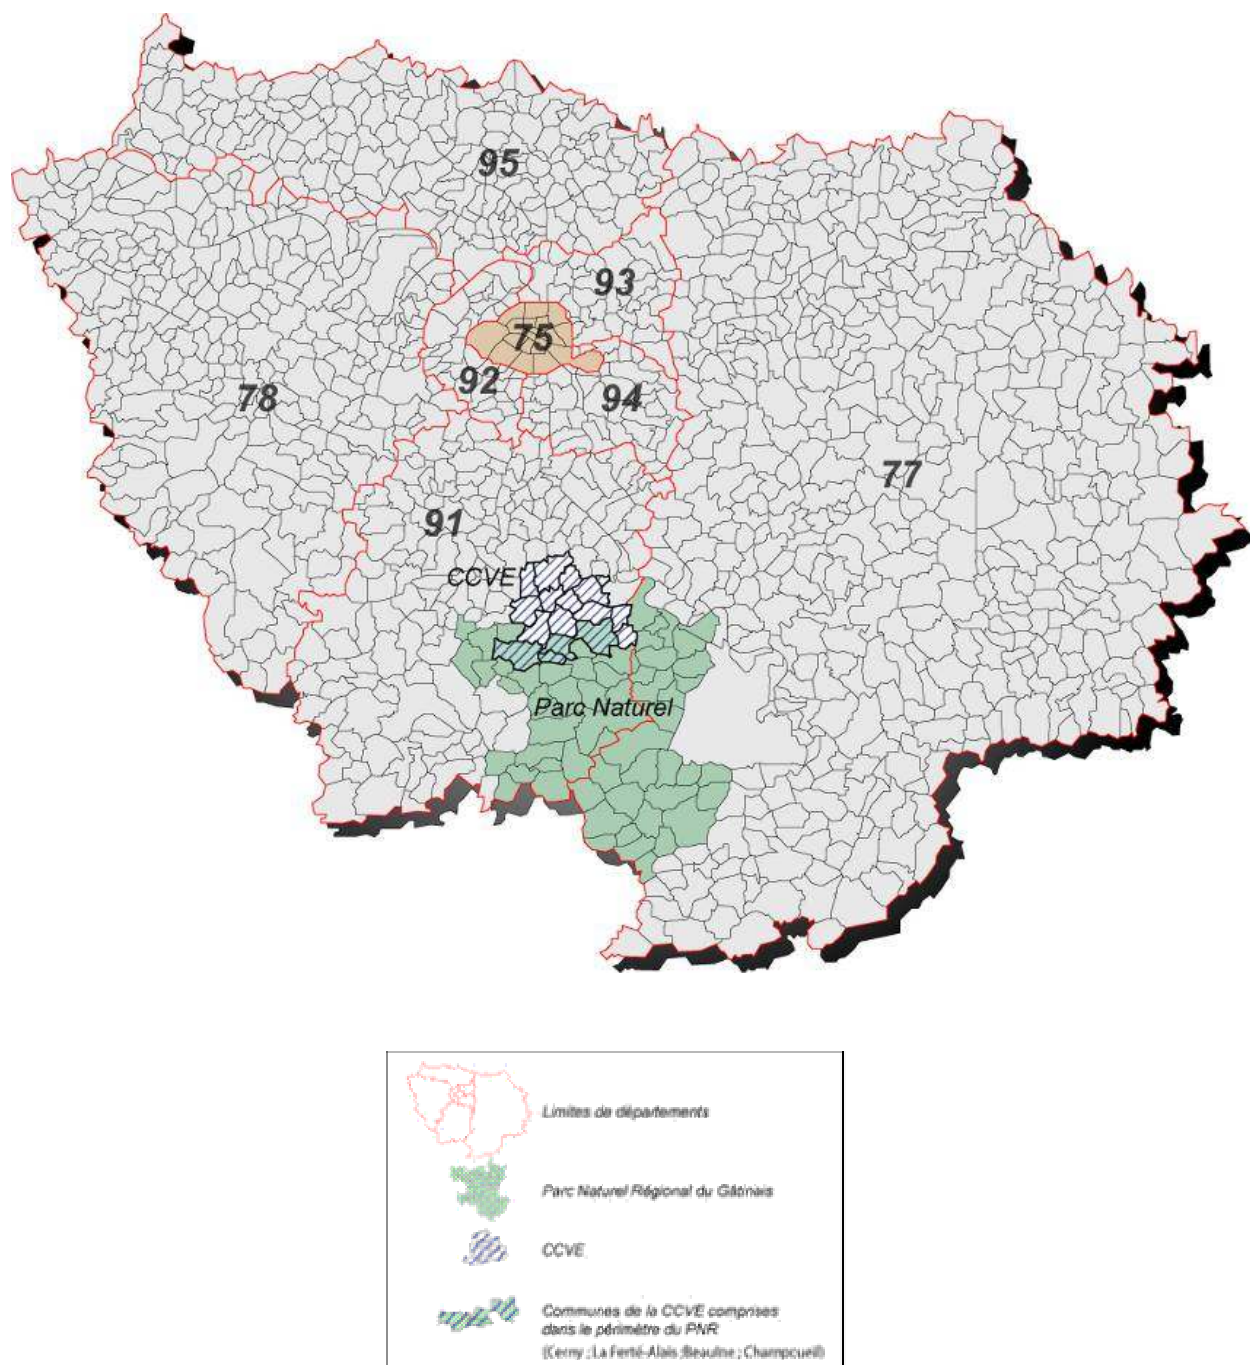 95
93
75
92
94
78
77
91
CCVE
Parc Naturel
Limites de départements
Parc Naturel Régional du Gâtinais
CCVE
Communes de la CCVE comprises
dans le périmètre du PNR
(Cerny ; La Ferté-Alais ;Beaulne ; Champcueil)